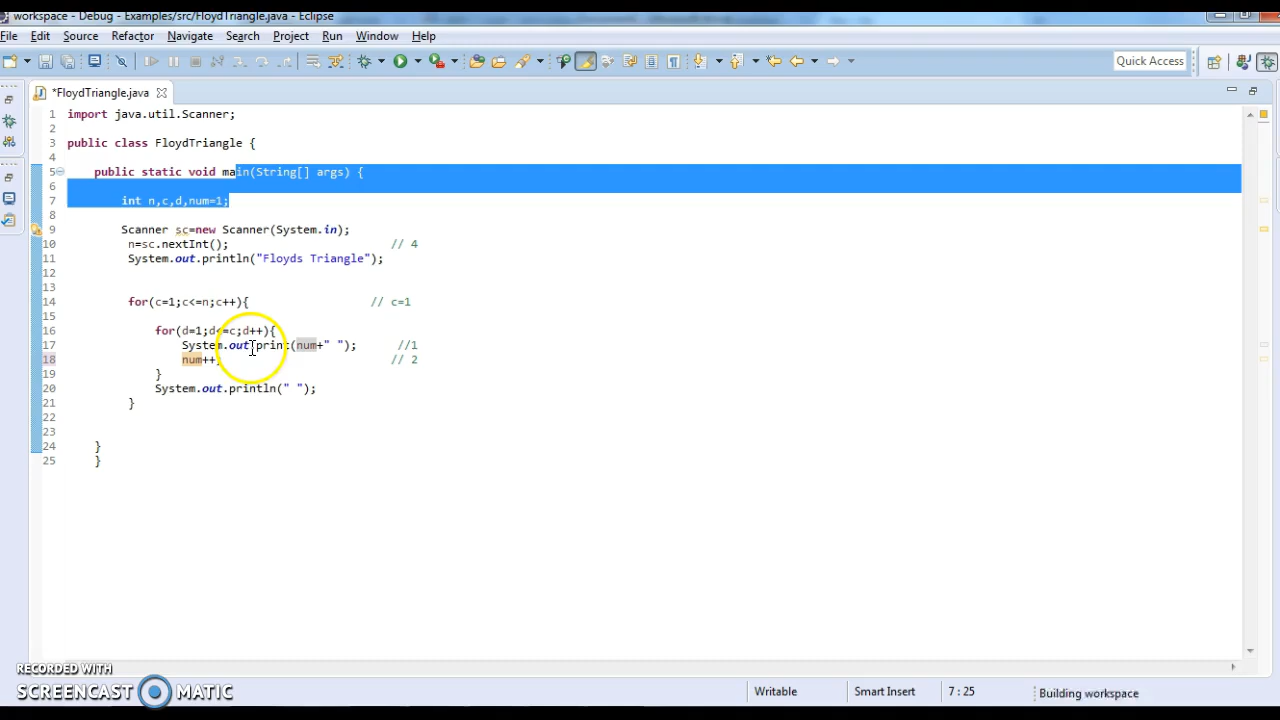 workspace - Debug - Examples/src/FloydTriangle.java - Eclipse
File Edit Source Refactor Navigate Search Project Run Window Help
Quick Access
*FloydTriangle.java
1 import java.util.Scanner;
2
3 public class FloydTriangle {
4
5 public static void main(String[] args) {
6
7 int n,c,d,num=1;
8
9 Scanner sc=new Scanner(System.in);
10 n=sc.nextInt(); // 4
11 System.out.println("Floyds Triangle");
12
13
14 for(c=1;c<=n;c++){ // c=1
15
16 for(d=1;d<=c;d++){
17 System.out.print(num+" "); //1
18 num++; // 2
19 }
20 System.out.println(" ");
21 }
22
23
24 }
25 }
RECORDED WITH
SCREENCAST MATIC
Writable Smart Insert 7 : 25 Building workspace